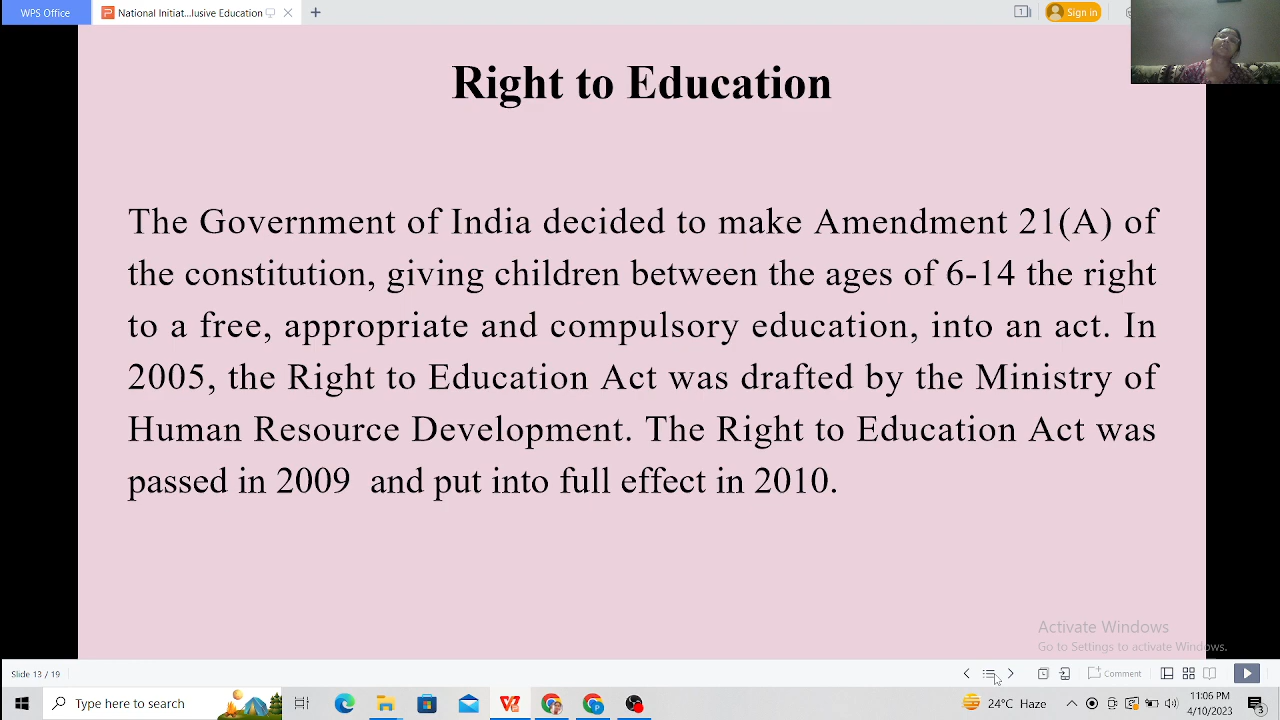 WPS Office
National Initiat...lusive Education
1
Sign in
Right to Education
The Government of India decided to make Amendment 21(A) of
the constitution, giving children between the ages of 6-14 the right
to a free, appropriate and compulsory education, into an act. In
2005, the Right to Education Act was drafted by the Ministry of
Human Resource Development. The Right to Education Act was
passed in 2009 and put into full effect in 2010.
Activate Windows
Go to Settings to activate Windows.
Slide 13 / 19
Comment
Type here to search
24°C Haze
11:06 PM
4/10/2023
3